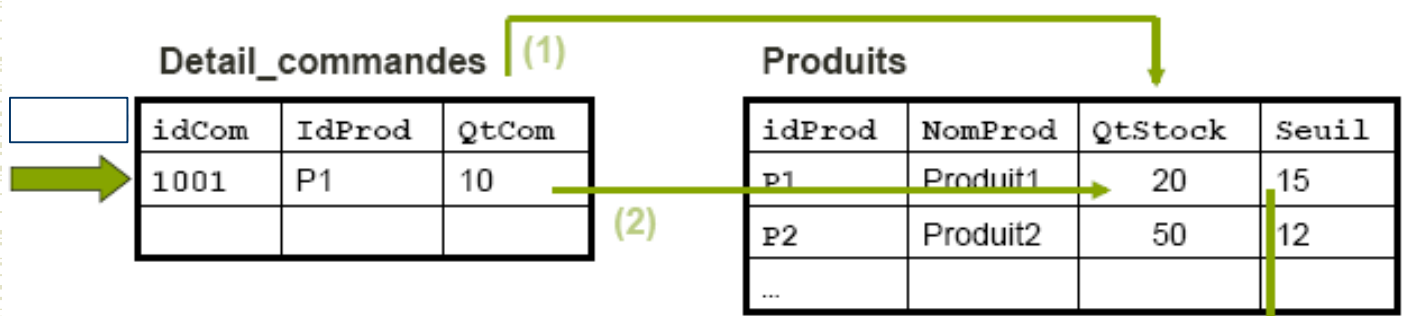 Detail_commandes (1)
idCom IdProd QtCom
1001 P1 10
(2)
Produits
idProd NomProd QtStock Seuil
P1 Produit1 20 15
P2 Produit2 50 12
...